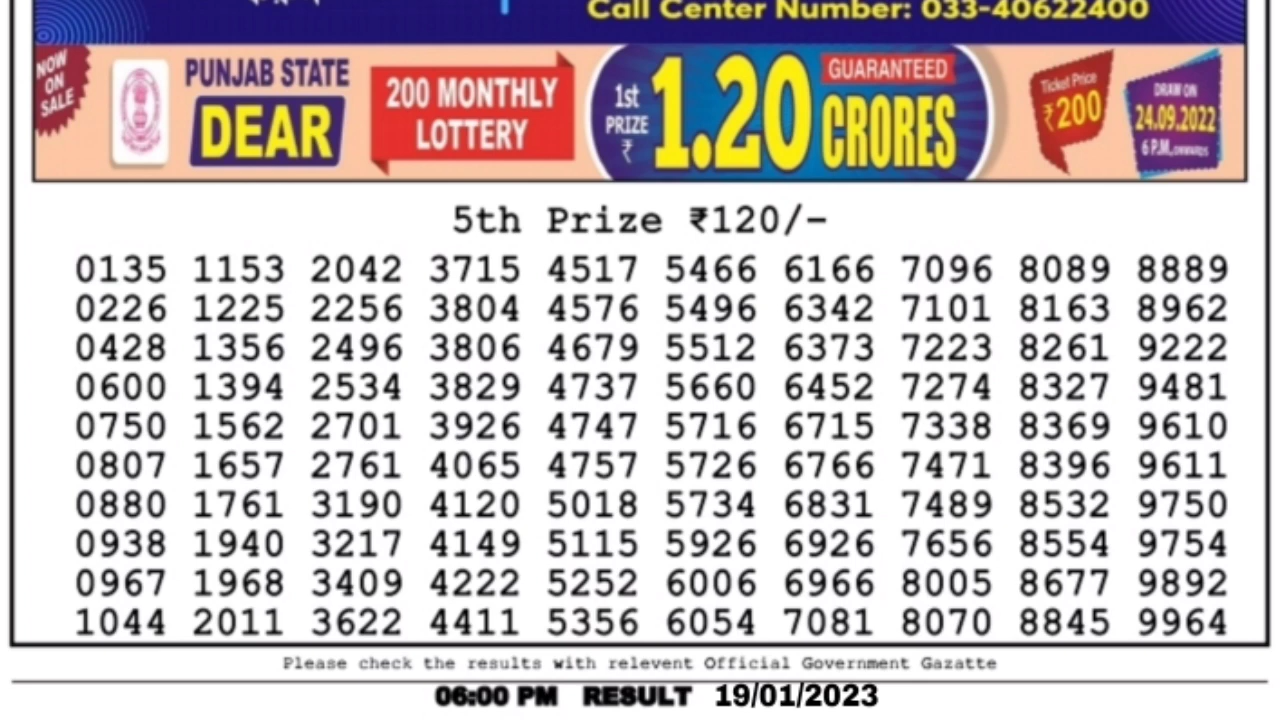 Call Center Number: 033-40622400
NOW ON SALE
PUNJAB STATE
DEAR
200 MONTHLY
LOTTERY
1st PRIZE ₹
1.20
GUARANTEED
CRORES
Ticket Price
₹200
DRAW ON
24.09.2022
6 P.M.,ONWARDS
5th Prize ₹120/-
0135 1153 2042 3715 4517 5466 6166 7096 8089 8889
0226 1225 2256 3804 4576 5496 6342 7101 8163 8962
0428 1356 2496 3806 4679 5512 6373 7223 8261 9222
0600 1394 2534 3829 4737 5660 6452 7274 8327 9481
0750 1562 2701 3926 4747 5716 6715 7338 8369 9610
0807 1657 2761 4065 4757 5726 6766 7471 8396 9611
0880 1761 3190 4120 5018 5734 6831 7489 8532 9750
0938 1940 3217 4149 5115 5926 6926 7656 8554 9754
0967 1968 3409 4222 5252 6006 6966 8005 8677 9892
1044 2011 3622 4411 5356 6054 7081 8070 8845 9964
Please check the results with relevent Official Government Gazatte
06:00 PM RESULT 19/01/2023